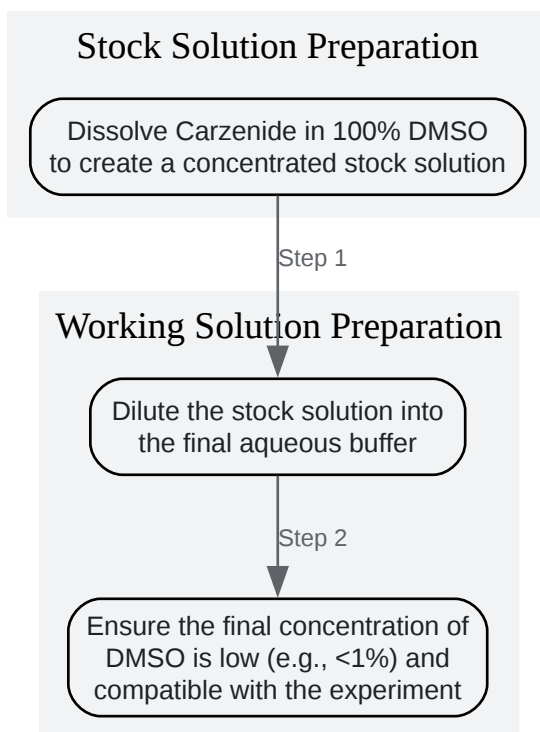 Stock Solution Preparation
Dissolve Carzenide in 100% DMSO
to create a concentrated stock solution
Step 1
Working Solution Preparation
Dilute the stock solution into
the final aqueous buffer
Step 2
Ensure the final concentration of
DMSO is low (e.g., <1%) and
compatible with the experiment